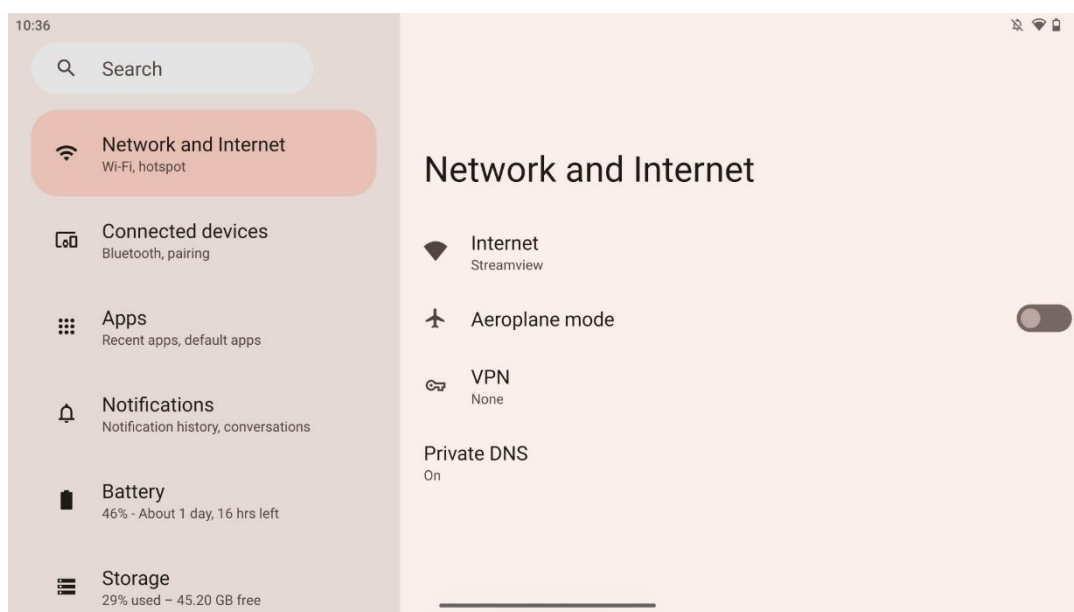 10:36
Search
Network and Internet
Wi-Fi, hotspot
Connected devices
Bluetooth, pairing
Apps
Recent apps, default apps
Notifications
Notification history, conversations
Battery
46% - About 1 day, 16 hrs left
Storage
29% used – 45.20 GB free
Network and Internet
Internet
Streamview
Aeroplane mode
VPN
None
Private DNS
On